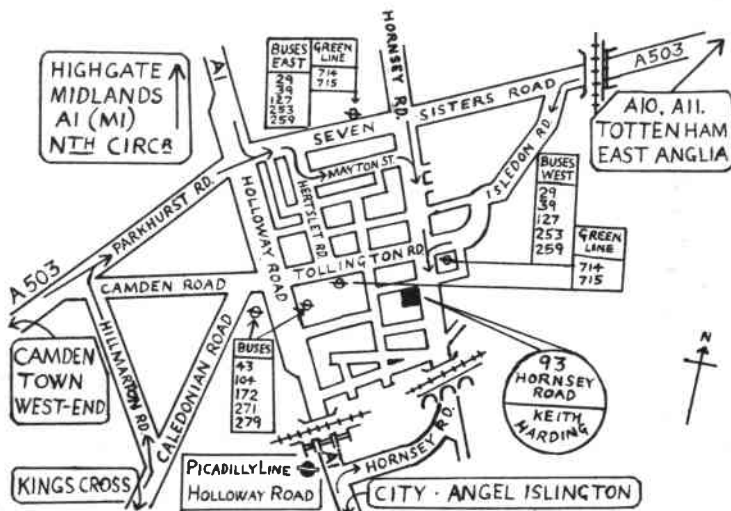 HIGHGATE
MIDLANDS
A1 (M1)
NTH CIRCR
A1
BUSES
EAST
29
39
127
253
259
GREEN
LINE
714
715
HORNSEY RD.
SEVEN SISTERS ROAD
A503
A10, A11.
TOTTENHAM
EAST ANGLIA
ISLEDON RD.
MAYTON ST.
HERTSLET RD.
PARKHURST RD.
HOLLOWAY ROAD
TOLLINGTON RD.
BUSES
WEST
29
39
127
253
259
GREEN
LINE
714
715
A503
CAMDEN ROAD
CAMDEN
TOWN
WEST-END
HILLMARTON RD.
CALEDONIAN ROAD
BUSES
43
104
172
271
279
93
HORNSEY
ROAD
KEITH
HARDING
N
KINGS CROSS
PICADILLY LINE
HOLLOWAY ROAD
A1
HORNSEY RD.
CITY · ANGEL ISLINGTON